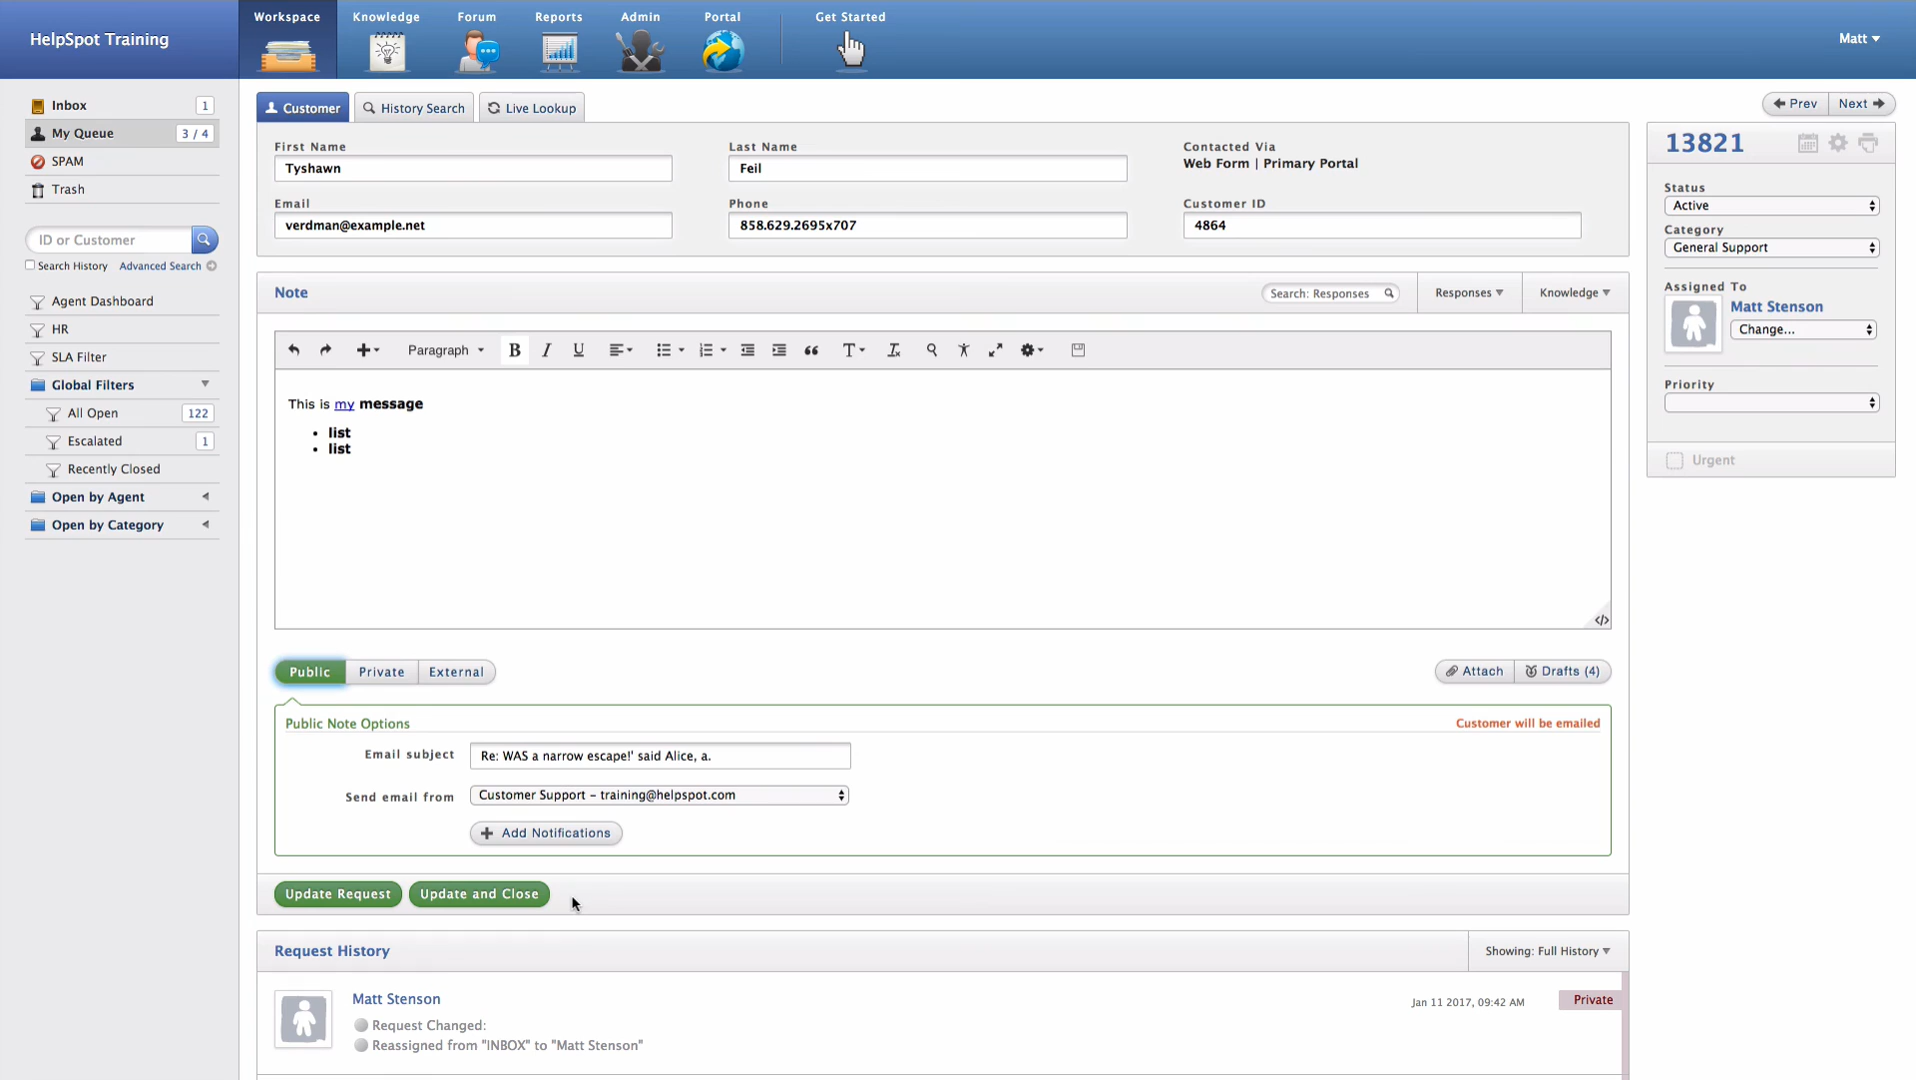 HelpSpot Training
Workspace
Knowledge
Forum
Reports
Admin
Portal
Get Started
Matt
Inbox 1
My Queue 3 / 4
SPAM
Trash
ID or Customer
Search History Advanced Search
Agent Dashboard
HR
SLA Filter
Global Filters
All Open 122
Escalated 1
Recently Closed
Open by Agent
Open by Category
Customer
History Search
Live Lookup
First Name
Tyshawn
Last Name
Feil
Contacted Via
Web Form | Primary Portal
Email
verdman@example.net
Phone
858.629.2695x707
Customer ID
4864
Note
Search: Responses
Responses
Knowledge
Paragraph
B I U
T
This is my message
• list
• list
Public
Private
External
Attach
Drafts (4)
Public Note Options
Customer will be emailed
Email subject
Re: WAS a narrow escape!' said Alice, a.
Send email from
Customer Support – training@helpspot.com
Add Notifications
Update Request
Update and Close
Request History
Showing: Full History
Matt Stenson
Jan 11 2017, 09:42 AM
Private
Request Changed:
Reassigned from "INBOX" to "Matt Stenson"
Prev
Next
13821
Status
Active
Category
General Support
Assigned To
Matt Stenson
Change...
Priority
Urgent